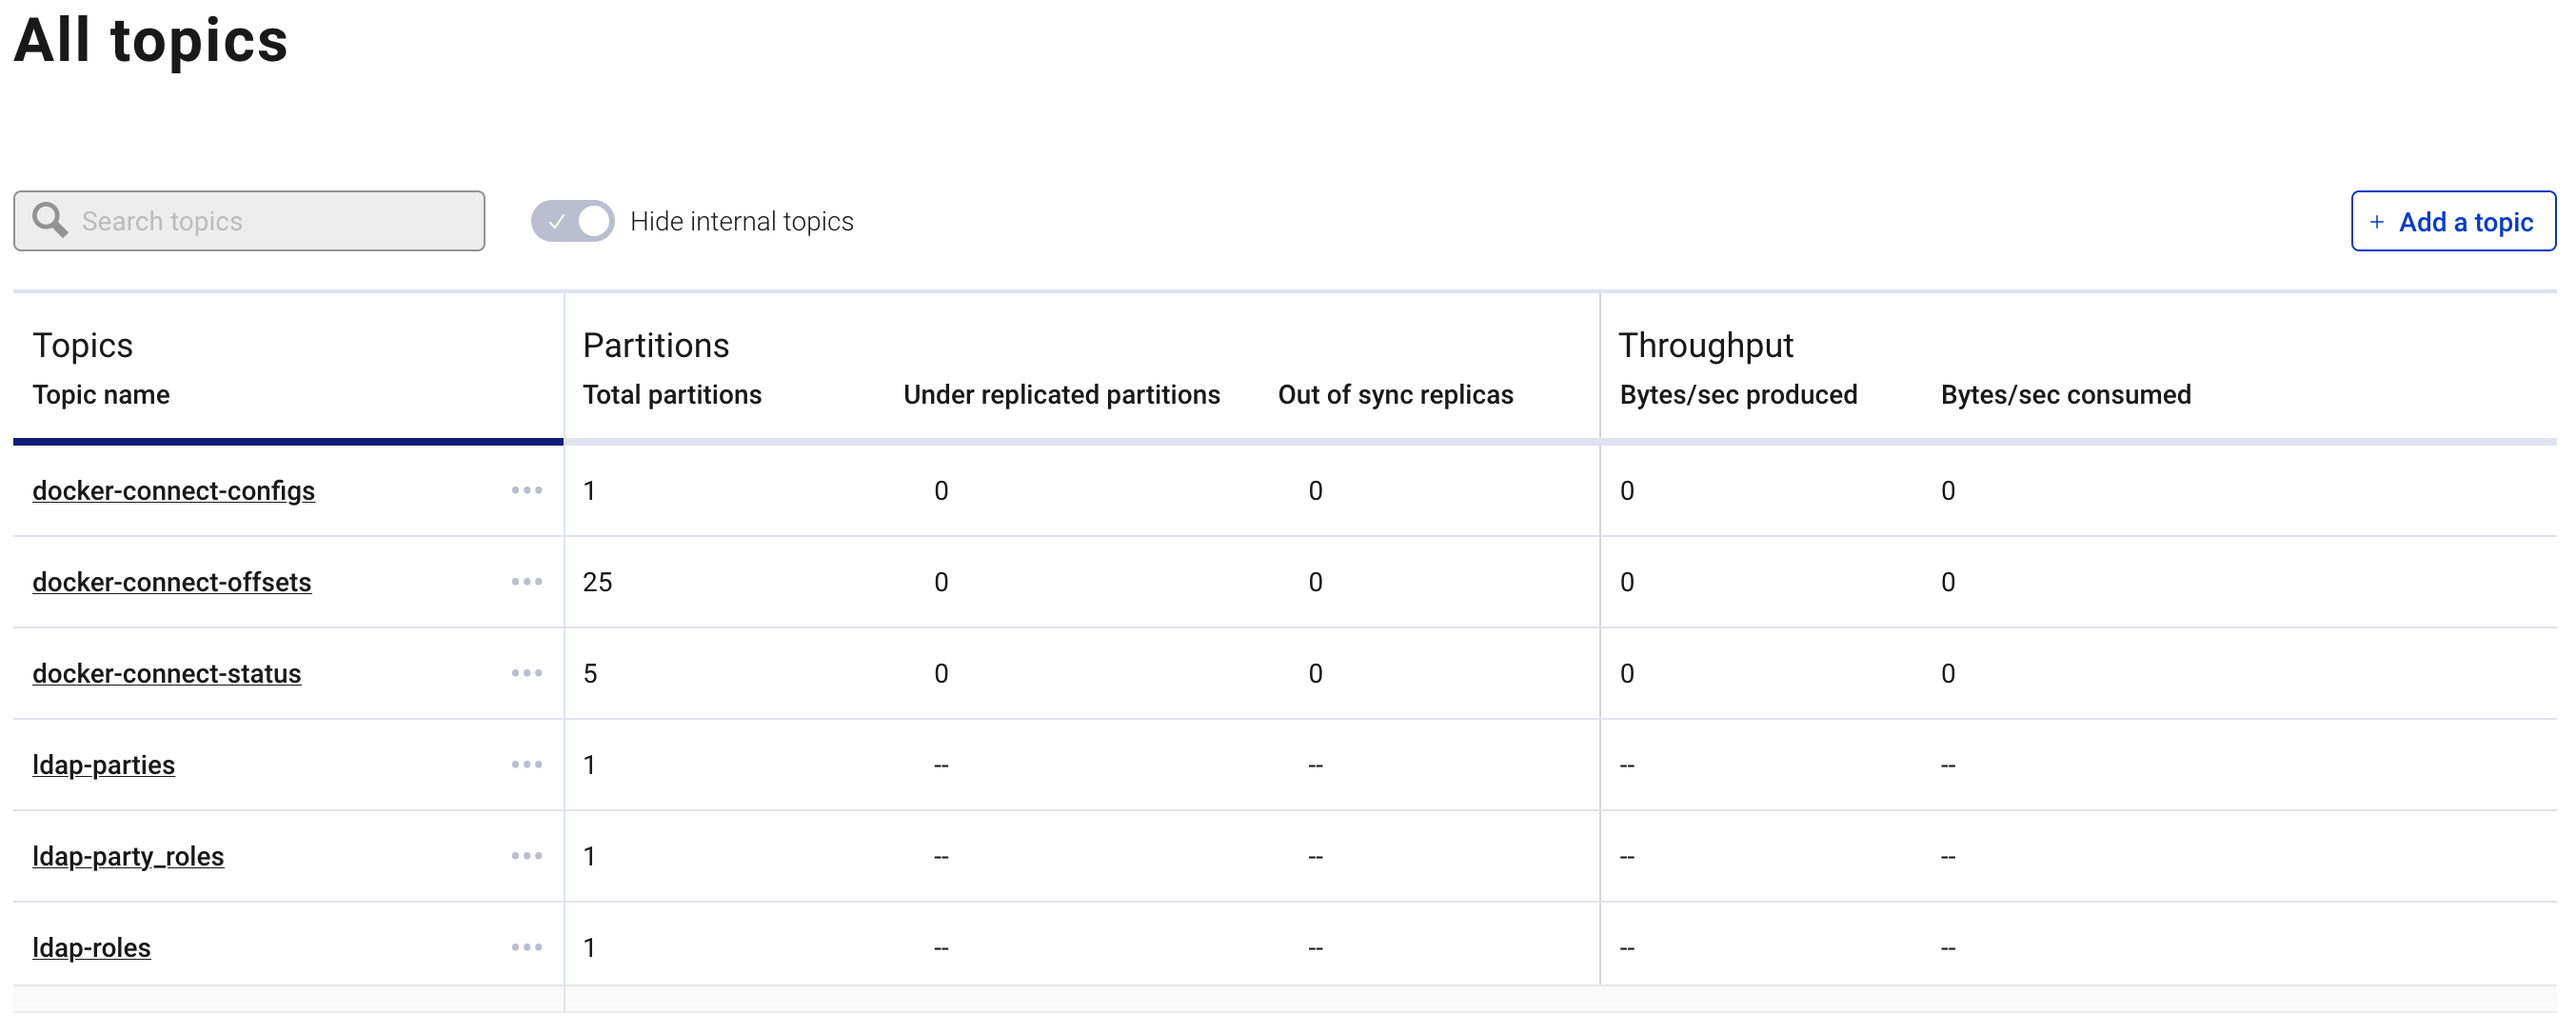 All topics
Search topics Hide internal topics + Add a topic
Topics Partitions Throughput
Topic name Total partitions Under replicated partitions Out of sync replicas Bytes/sec produced Bytes/sec consumed
docker-connect-configs ••• 1 0 0 0 0
docker-connect-offsets ••• 25 0 0 0 0
docker-connect-status ••• 5 0 0 0 0
ldap-parties ••• 1 -- -- -- --
ldap-party_roles ••• 1 -- -- -- --
ldap-roles ••• 1 -- -- -- --